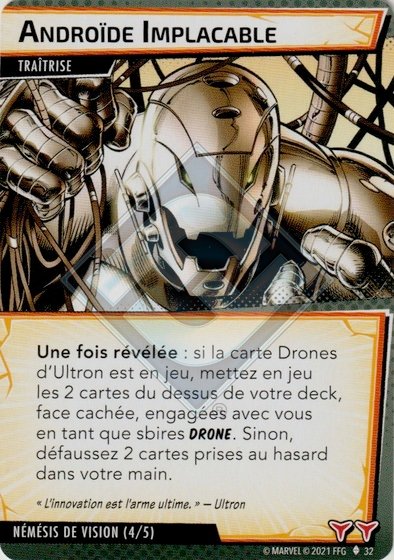 ANDROÏDE IMPLACABLE
TRAÎTRISE
Une fois révélée : si la carte Drones
d'Ultron est en jeu, mettez en jeu
les 2 cartes du dessus de votre deck,
face cachée, engagées avec vous
en tant que sbires DRONE. Sinon,
défaussez 2 cartes prises au hasard
dans votre main.
« L'innovation est l'arme ultime. » — Ultron
NÉMÉSIS DE VISION (4/5)
© MARVEL © 2021 FFG 32